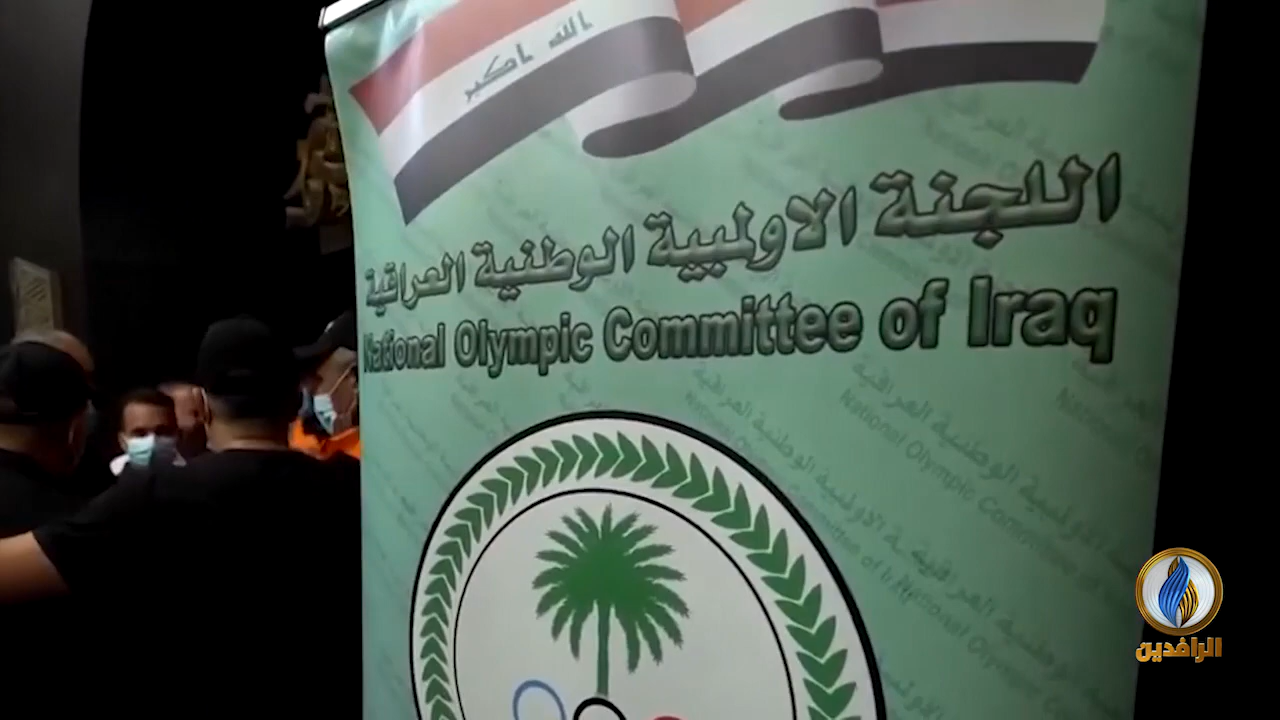 الله اكبر
اللجنة الاولمبية الوطنية العراقية
National Olympic Committee of Iraq
الرافدين